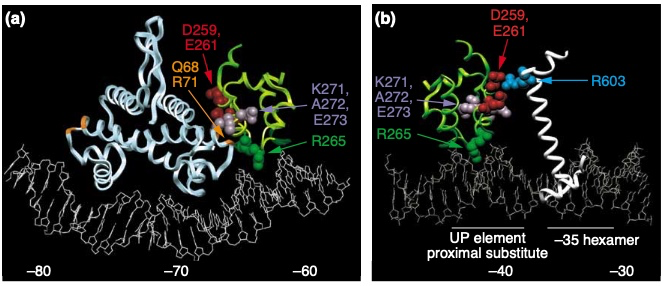 (a)
D259,
E261
Q68
R71
K271,
A272,
E273
R265
–80
–70
–60
(b)
D259,
E261
K271,
A272,
E273
R603
R265
UP element
proximal substitute
–35 hexamer
–40
–30